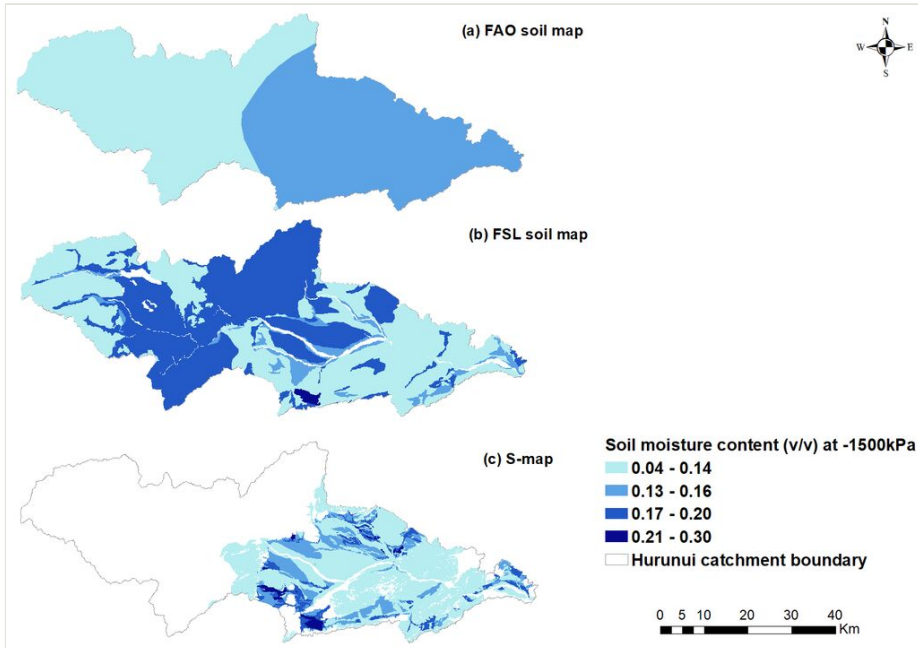 (a) FAO soil map
N
W E
S
(b) FSL soil map
(c) S-map
Soil moisture content (v/v) at -1500kPa
0.04 - 0.14
0.13 - 0.16
0.17 - 0.20
0.21 - 0.30
Hurunui catchment boundary
0 5 10 20 30 40
Km